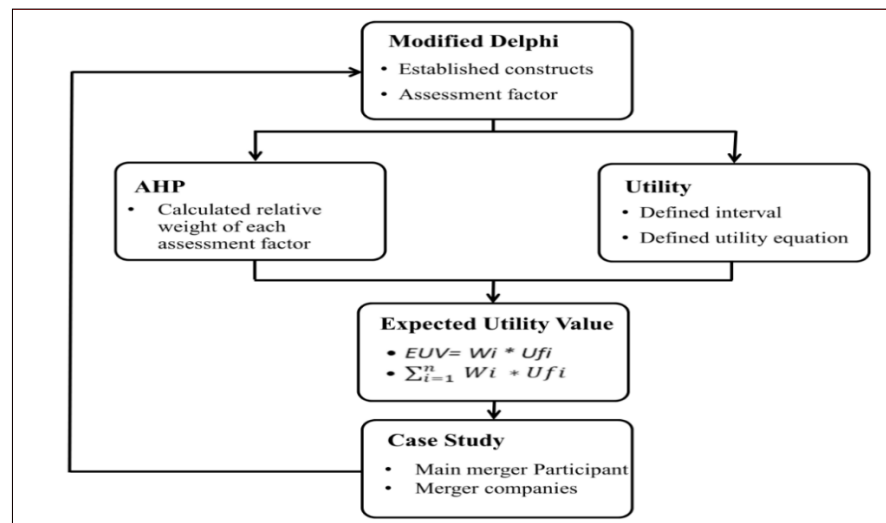 Modified Delphi
• Established constructs
• Assessment factor
AHP
• Calculated relative
weight of each
assessment factor
Utility
• Defined interval
• Defined utility equation
Expected Utility Value
• EUV= Wi * Ufi
• ∑ⁿᵢ₌₁ Wi * Ufi
Case Study
• Main merger Participant
• Merger companies